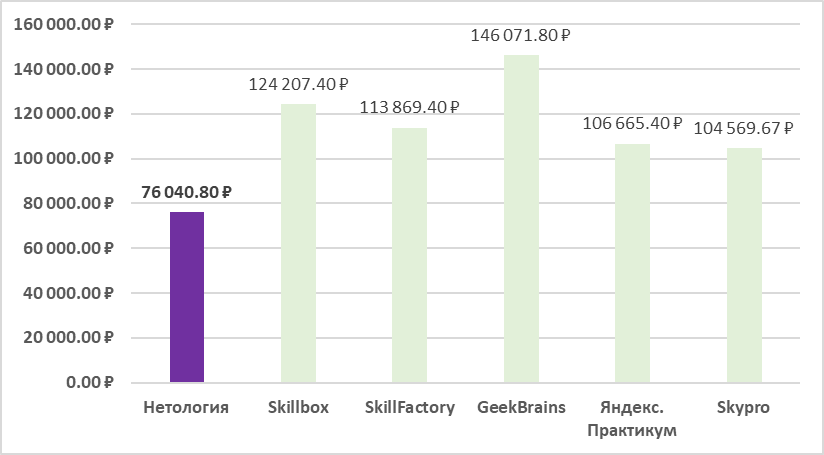 160 000.00 ₽
140 000.00 ₽
120 000.00 ₽
100 000.00 ₽
80 000.00 ₽
60 000.00 ₽
40 000.00 ₽
20 000.00 ₽
0.00 ₽
76 040.80 ₽
124 207.40 ₽
113 869.40 ₽
146 071.80 ₽
106 665.40 ₽
104 569.67 ₽
Нетология
Skillbox
SkillFactory
GeekBrains
Яндекс.
Практикум
Skypro